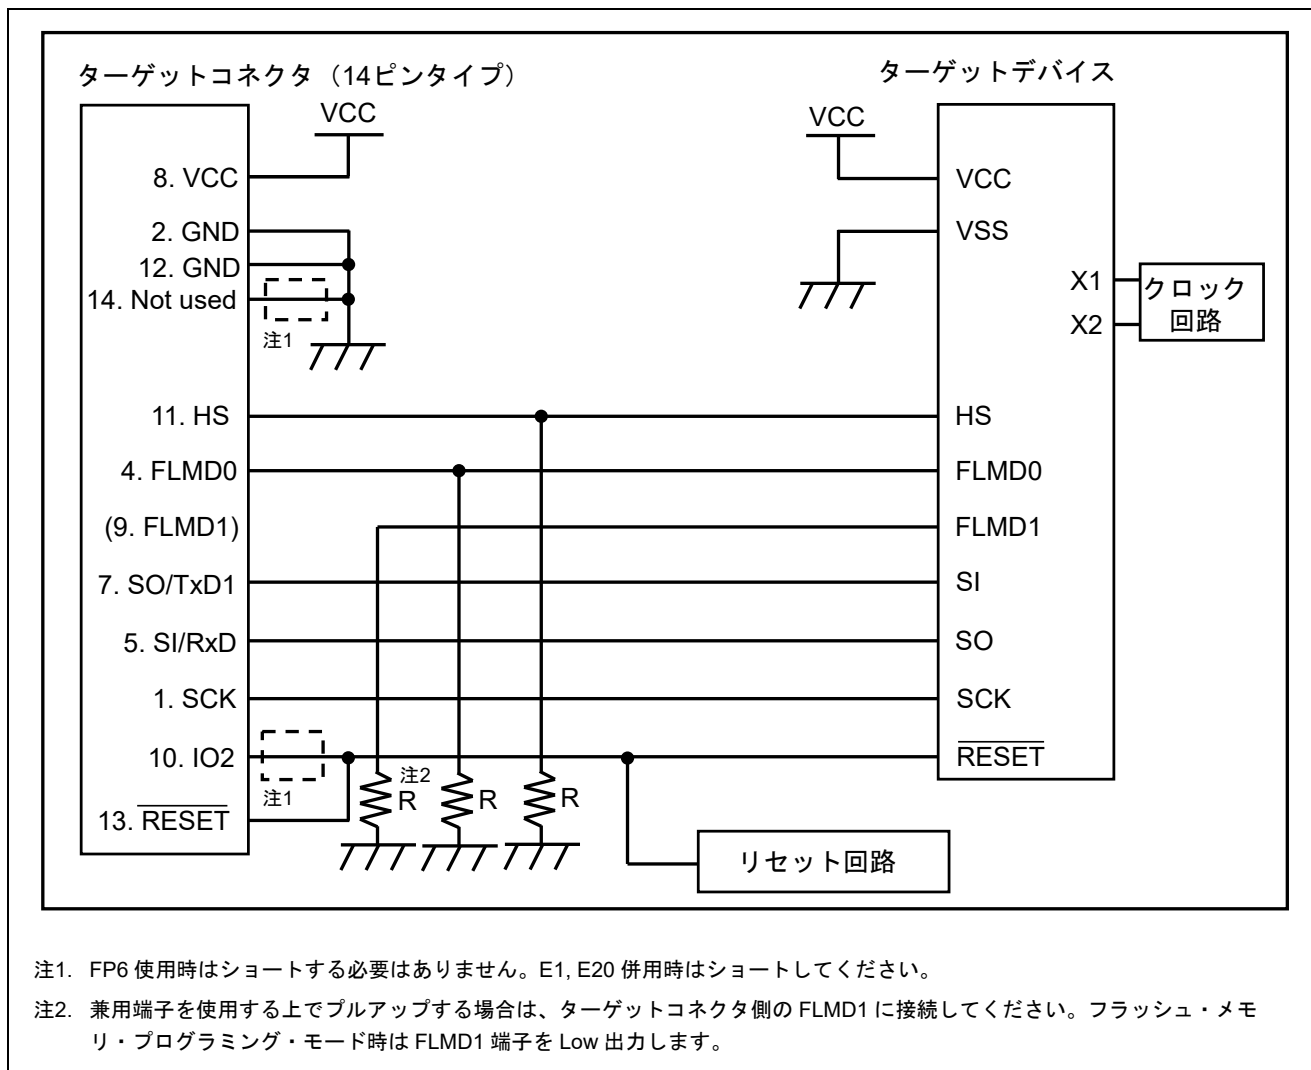 ターゲットコネクタ（14ピンタイプ）
ターゲットデバイス
VCC
VCC
8. VCC
VCC
2. GND
VSS
12. GND
14. Not used
注1
X1
クロック
回路
X2
11. HS
HS
4. FLMD0
FLMD0
(9. FLMD1)
FLMD1
7. SO/TxD1
SI
5. SI/RxD
SO
1. SCK
SCK
10. IO2
RESET
注1
注2
R
R
R
13. RESET
リセット回路
注1. FP6 使用時はショートする必要はありません。E1, E20 併用時はショートしてください。
注2. 兼用端子を使用する上でプルアップする場合は、ターゲットコネクタ側の FLMD1 に接続してください。フラッシュ・メモ
リ・プログラミング・モード時は FLMD1 端子を Low 出力します。